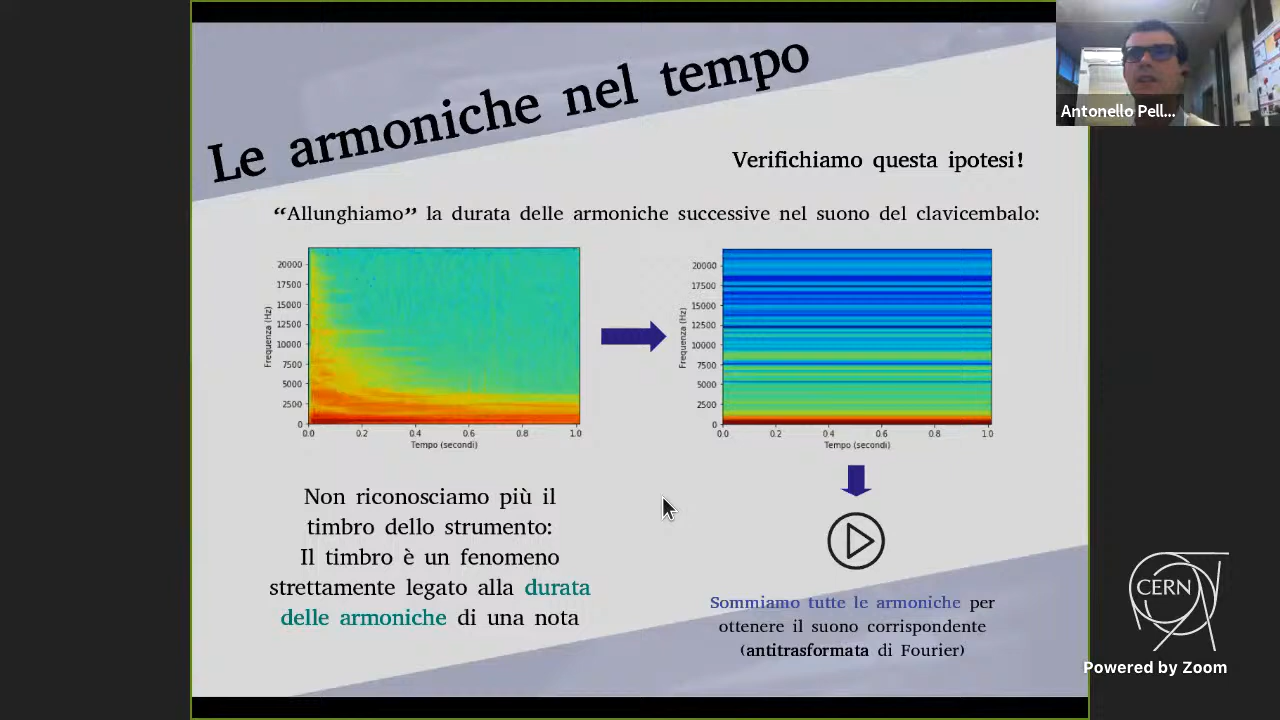 Le armoniche nel tempo
Antonello Pell...
Verifichiamo questa ipotesi!
“Allunghiamo” la durata delle armoniche successive nel suono del clavicembalo:
20000
17500
15000
12500
10000
7500
5000
2500
0
Frequenza (Hz)
0.0 0.2 0.4 0.6 0.8 1.0
Tempo (secondi)
20000
17500
15000
12500
10000
7500
5000
2500
0
Frequenza (Hz)
0.0 0.2 0.4 0.6 0.8 1.0
Tempo (secondi)
Non riconosciamo più il
timbro dello strumento:
Il timbro è un fenomeno
strettamente legato alla durata
delle armoniche di una nota
Sommiamo tutte le armoniche per
ottenere il suono corrispondente
(antitrasformata di Fourier)
CERN
Powered by Zoom